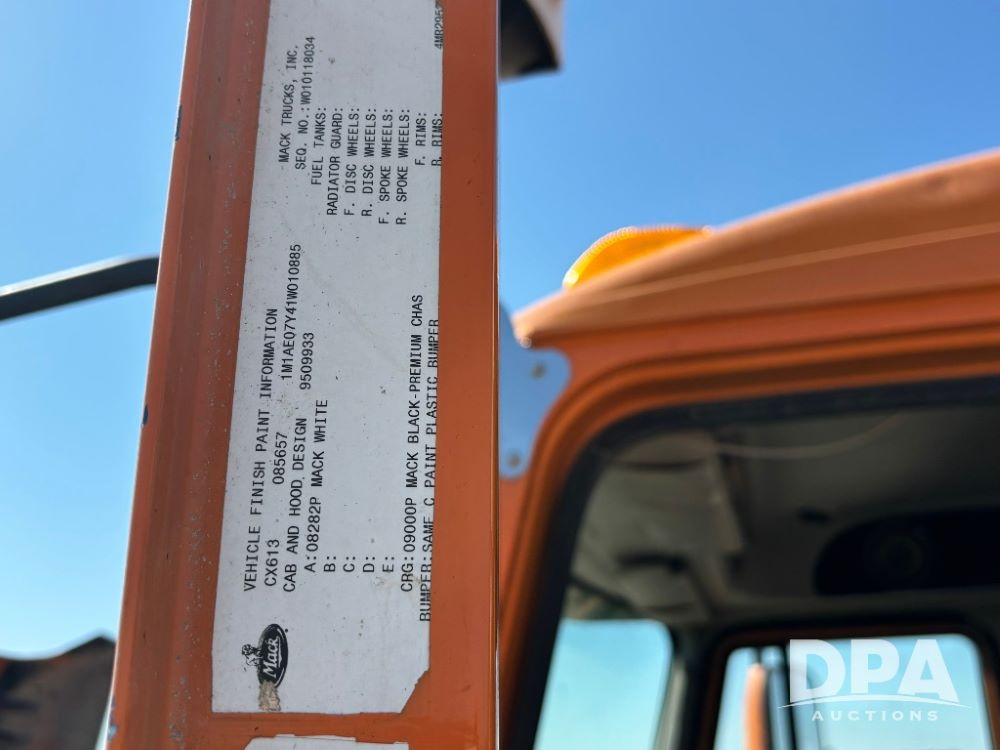 VEHICLE FINISH PAINT INFORMATION
CX613 085657 1M1AE07Y41W010885
CAB AND HOOD DESIGN 9509933
A: 08282P MACK WHITE
B:
C:
D:
E:
CRG: 09000P MACK BLACK-PREMIUM CHAS
BUMPER: SAME C PAINT PLASTIC BUMPER
MACK TRUCKS, INC.
SEQ. NO.: W010118034
FUEL TANKS:
RADIATOR GUARD:
F. DISC WHEELS:
R. DISC WHEELS:
F. SPOKE WHEELS:
R. SPOKE WHEELS:
F. RIMS:
R. RIMS:
Mack
DPA
AUCTIONS